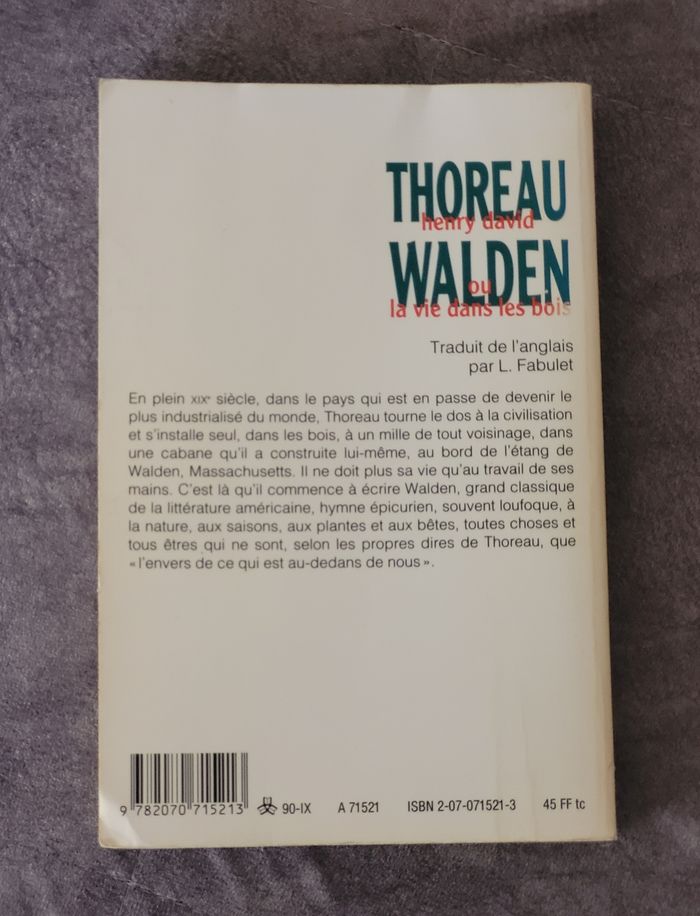 THOREAU
henry david
WALDEN
ou
la vie dans les bois
Traduit de l'anglais
par L. Fabulet
En plein XIXe siècle, dans le pays qui est en passe de devenir le
plus industrialisé du monde, Thoreau tourne le dos à la civilisation
et s'installe seul, dans les bois, à un mille de tout voisinage, dans
une cabane qu'il a construite lui-même, au bord de l'étang de
Walden, Massachusetts. Il ne doit plus sa vie qu'au travail de ses
mains. C'est là qu'il commence à écrire Walden, grand classique
de la littérature américaine, hymne épicurien, souvent loufoque, à
la nature, aux saisons, aux plantes et aux bêtes, toutes choses et
tous êtres qui ne sont, selon les propres dires de Thoreau, que
« l'envers de ce qui est au-dedans de nous ».
9 782070 715213 90-IX A 71521 ISBN 2-07-071521-3 45 FF tc